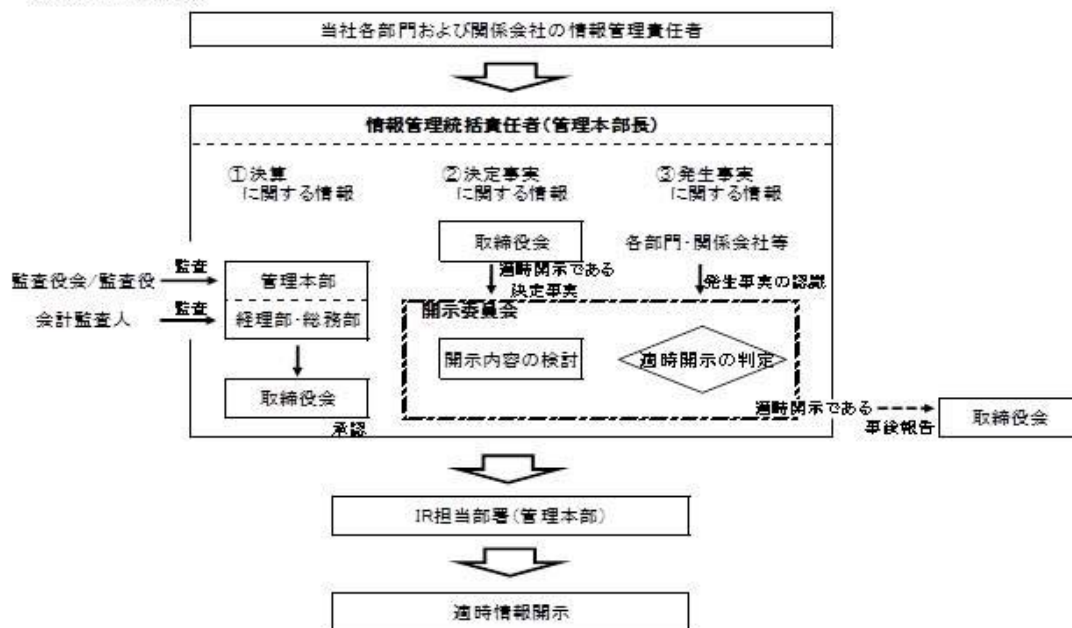 当社各部門および関係会社の情報管理責任者
情報管理統括責任者(管理本部長)
①決算
に関する情報
②決定事実
に関する情報
③発生事実
に関する情報
取締役会
各部門・関係会社等
監査役会/監査役
監査
管理本部
適時開示である
決定事実
発生事実の認識
会計監査人
監査
経理部・総務部
開示委員会
開示内容の検討
適時開示の判定
取締役会
承認
適時開示である
事後報告
取締役会
IR担当部署(管理本部)
適時情報開示